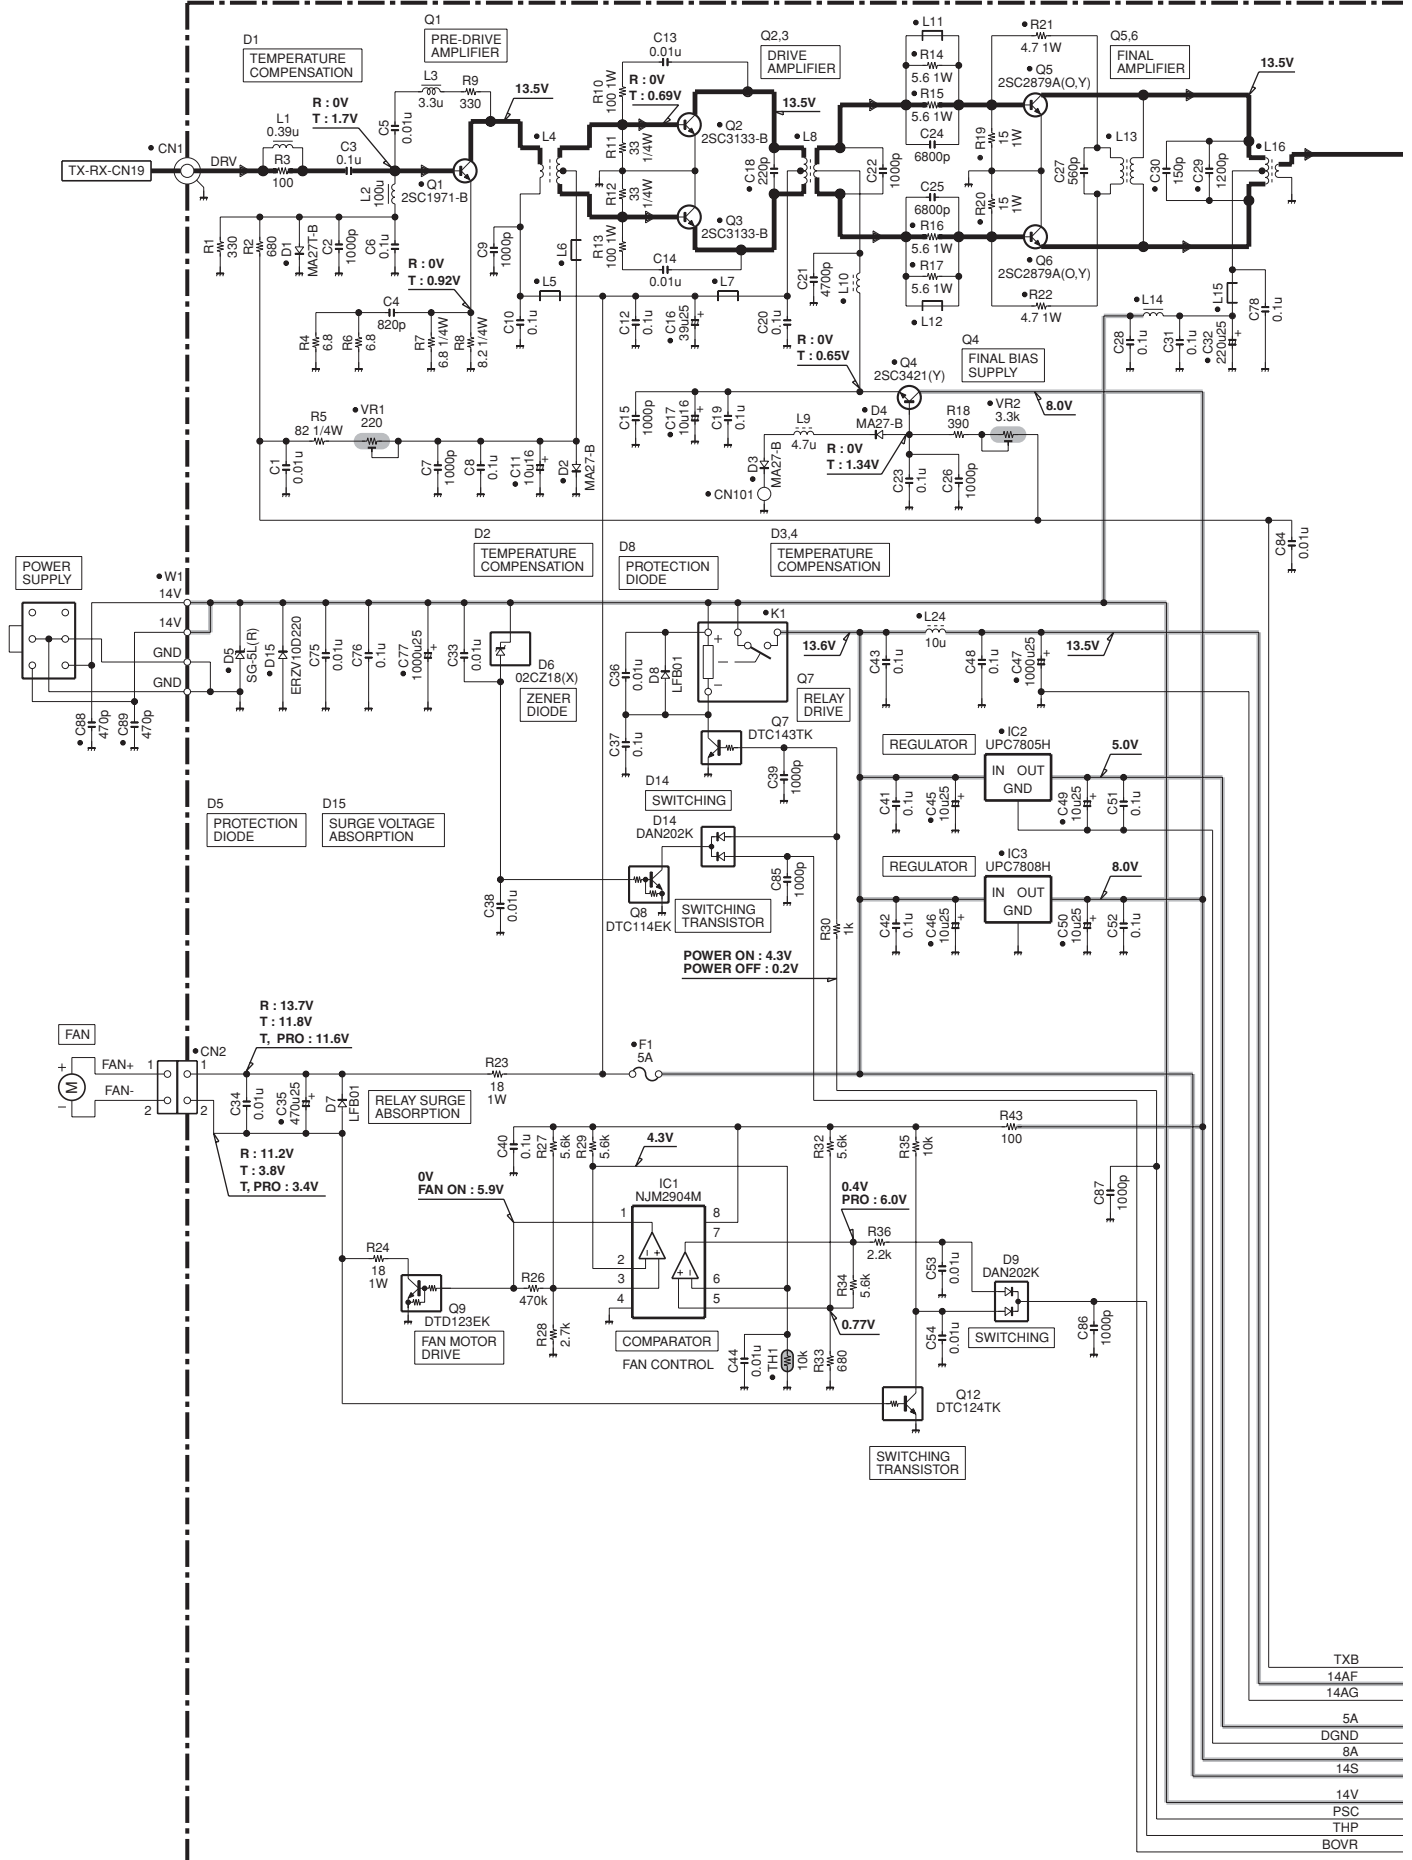 Q1
PRE-DRIVE
AMPLIFIER
D1
TEMPERATURE
COMPENSATION
L3
3.3u
R9
330
13.5V
R : 0V
T : 1.7V
C5
0.01u
L1
0.39u
R3
100
C3
0.1u
CN1
TX-RX-CN19
DRV
L2
100u
Q1
2SC1971-B
R1
330
R2
680
D1
MA27T-B
C2
1000p
C6
0.1u
R : 0V
T : 0.92V
C4
820p
R4
6.8
R6
6.8
R7
6.8 1/4W
R8
8.2 1/4W
C13
0.01u
R10
100 1W
R : 0V
T : 0.69V
Q2,3
DRIVE
AMPLIFIER
13.5V
L4
R11
33
1/4W
R12
33
1/4W
R13
100 1W
Q2
2SC3133-B
Q3
2SC3133-B
C14
0.01u
C9
1000p
L6
L5
L7
C10
0.1u
C12
0.1u
C16
39u25
C20
0.1u
C18
220p
L8
C22
1000p
C21
4700p
L10
L11
R14
5.6 1W
R15
5.6 1W
C24
6800p
C25
6800p
R16
5.6 1W
R17
5.6 1W
L12
R21
4.7 1W
Q5
2SC2879A(O,Y)
R19
15
1W
R20
15
1W
Q6
2SC2879A(O,Y)
R22
4.7 1W
Q5,6
FINAL
AMPLIFIER
13.5V
L13
C27
560p
C30
150p
C29
1200p
L16
L14
L15
C78
0.1u
C28
0.1u
C31
0.1u
C32
220u25
R : 0V
T : 0.65V
Q4
2SC3421(Y)
Q4
FINAL BIAS
SUPPLY
8.0V
C15
1000p
C17
10u16
C19
0.1u
L9
4.7u
D4
MA27-B
R18
390
VR2
3.3k
R : 0V
T : 1.34V
D3
MA27-B
CN101
C23
0.1u
C26
1000p
R5
82 1/4W
VR1
220
C1
0.01u
C7
1000p
C8
0.1u
C11
10u16
D2
MA27-B
C84
0.01u
D2
TEMPERATURE
COMPENSATION
D8
PROTECTION
DIODE
D3,4
TEMPERATURE
COMPENSATION
POWER
SUPPLY
W1
14V
14V
GND
GND
C88
470p
C89
470p
D5
SG-5L(R)
D15
ERZV10D220
C75
0.01u
C76
0.1u
C77
1000u25
C33
0.01u
D6
02CZ18(X)
ZENER
DIODE
C36
0.01u
D8
LFB01
K1
+
−
13.6V
L24
10u
13.5V
C43
0.1u
C48
0.1u
C47
1000u25
Q7
RELAY
DRIVE
C37
0.1u
Q7
DTC143TK
C39
1000p
D14
SWITCHING
D14
DAN202K
C85
1000p
Q8
DTC114EK
SWITCHING
TRANSISTOR
C38
0.01u
R30
1k
POWER ON : 4.3V
POWER OFF : 0.2V
D5
PROTECTION
DIODE
D15
SURGE VOLTAGE
ABSORPTION
REGULATOR
IC2
UPC7805H
IN OUT
GND
5.0V
C41
0.1u
C45
10u25
C49
10u25
C51
0.1u
REGULATOR
IC3
UPC7808H
IN OUT
GND
8.0V
C42
0.1u
C46
10u25
C50
10u25
C52
0.1u
R : 13.7V
T : 11.8V
T, PRO : 11.6V
FAN
CN2
+
M
−
FAN+
FAN-
1
1
2
2
C34
0.01u
C35
470u25
D7
LFB01
RELAY SURGE
ABSORPTION
R : 11.2V
T : 3.8V
T, PRO : 3.4V
R23
18
1W
F1
5A
R43
100
C40
0.1u
R27
5.6k
R29
5.6k
4.3V
R32
5.6k
R35
10k
0V
FAN ON : 5.9V
IC1
NJM2904M
1
2
3
4
8
7
6
5
0.4V
PRO : 6.0V
R36
2.2k
R34
5.6k
0.77V
C53
0.01u
C54
0.01u
D9
DAN202K
SWITCHING
C86
1000p
C87
1000p
R24
18
1W
Q9
DTD123EK
FAN MOTOR
DRIVE
R26
470k
R28
2.7k
COMPARATOR
FAN CONTROL
C44
0.01u
TH1
10k
R33
680
Q12
DTC124TK
SWITCHING
TRANSISTOR
TXB
14AF
14AG
5A
DGND
8A
14S
14V
PSC
THP
BOVR